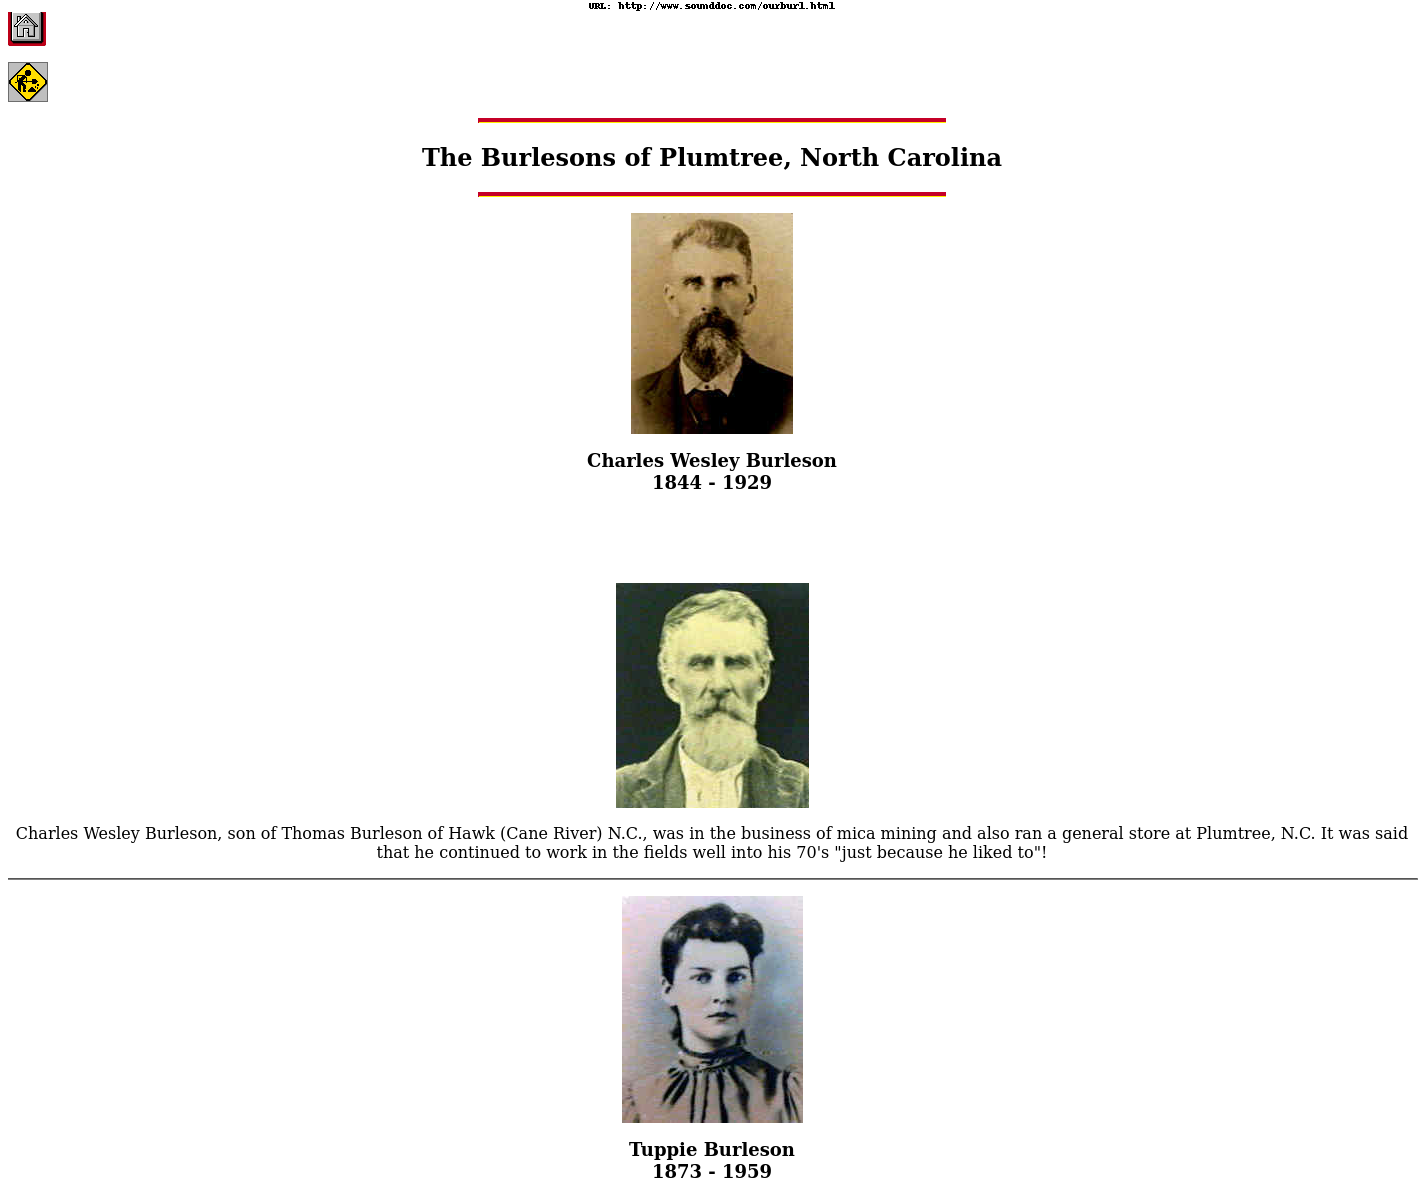 URL: http://www.sounddoc.com/ourburl.html
The Burlesons of Plumtree, North Carolina
Charles Wesley Burleson
1844 - 1929
Charles Wesley Burleson, son of Thomas Burleson of Hawk (Cane River) N.C., was in the business of mica mining and also ran a general store at Plumtree, N.C. It was said
that he continued to work in the fields well into his 70's "just because he liked to"!
Tuppie Burleson
1873 - 1959